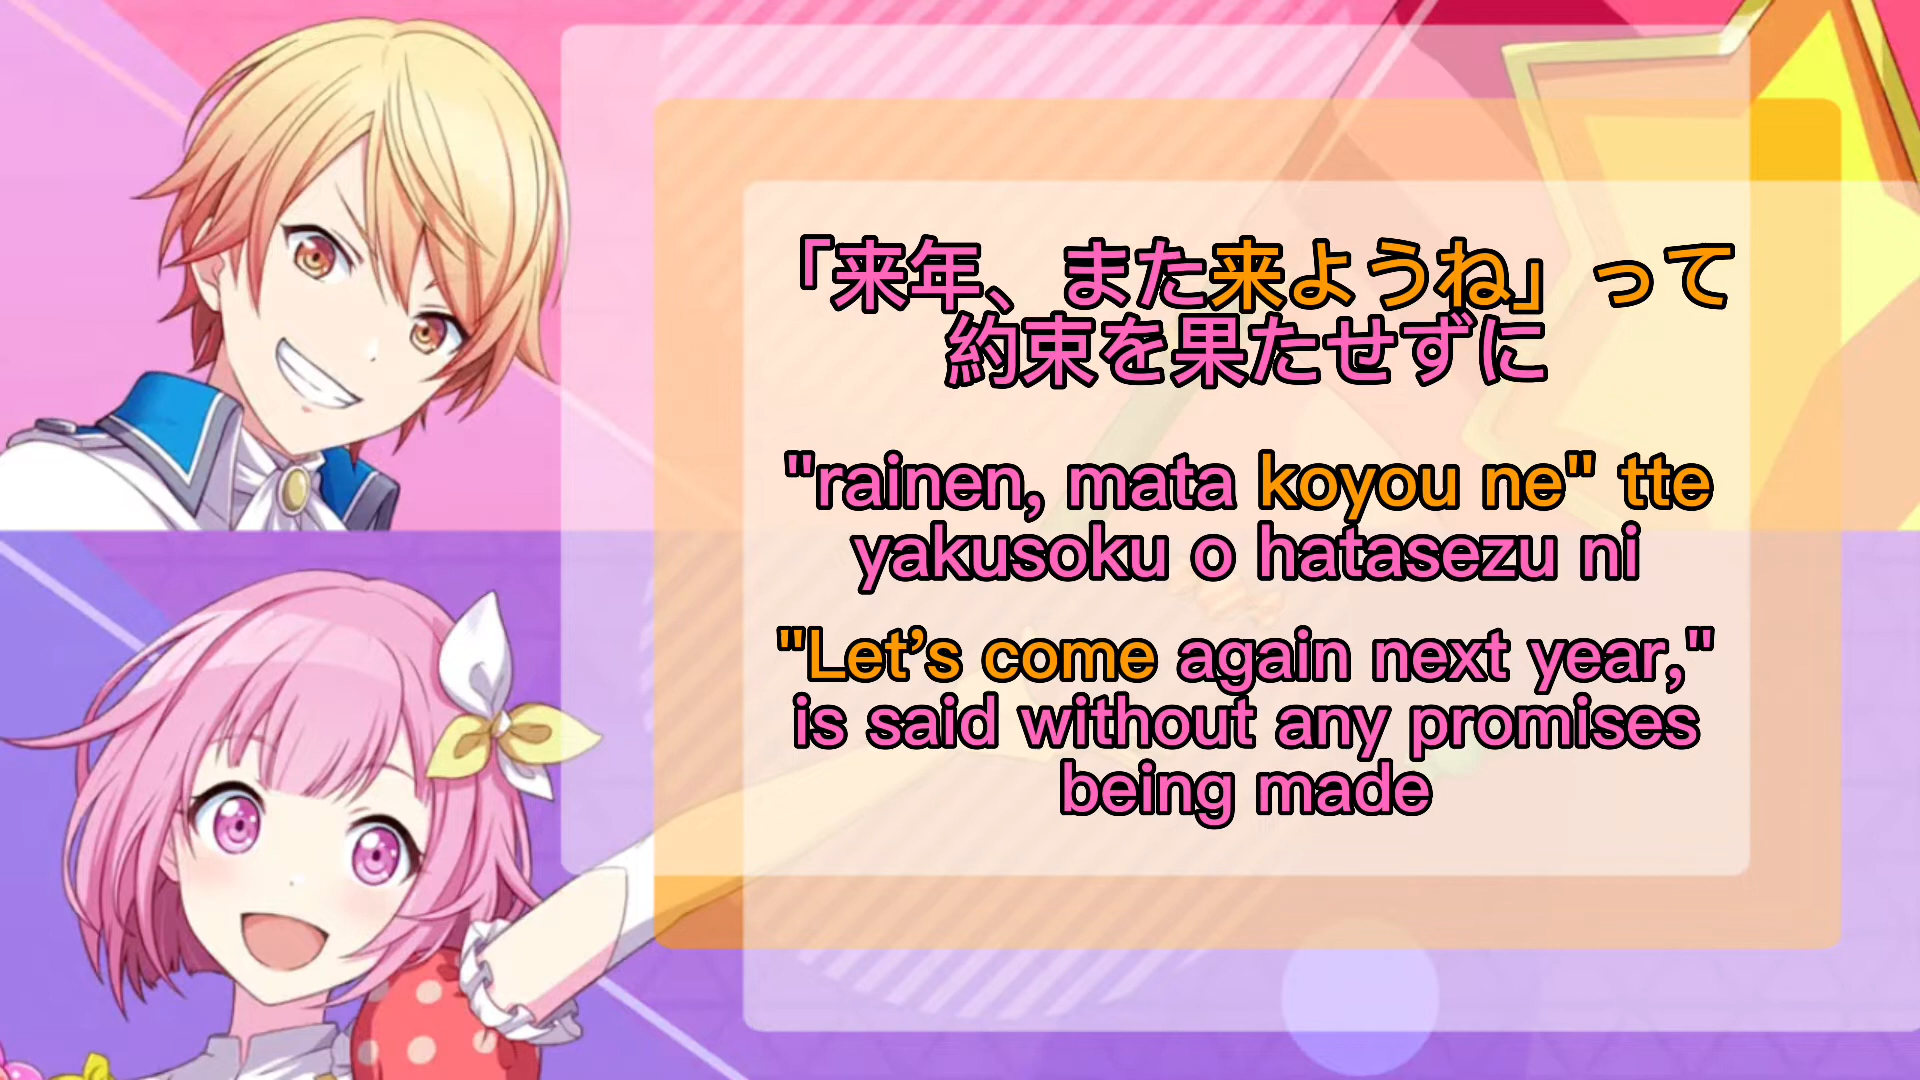 「来年、また来ようね」って
約束を果たせずに
"rainen, mata koyou ne" tte
yakusoku o hatasezu ni
"Let’s come again next year,"
is said without any promises
being made